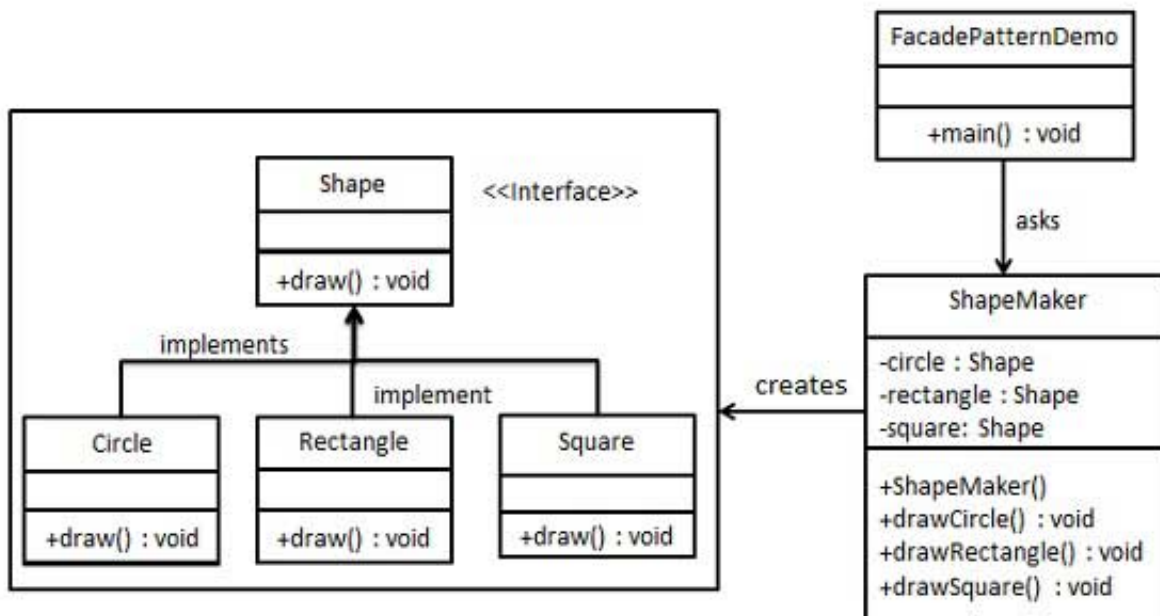 FacadePatternDemo
+main() : void
asks
Shape
<<Interface>>
+draw() : void
implements
implement
Circle
+draw() : void
Rectangle
+draw() : void
Square
+draw() : void
creates
ShapeMaker
-circle : Shape
-rectangle : Shape
-square: Shape
+ShapeMaker()
+drawCircle() : void
+drawRectangle() : void
+drawSquare() : void